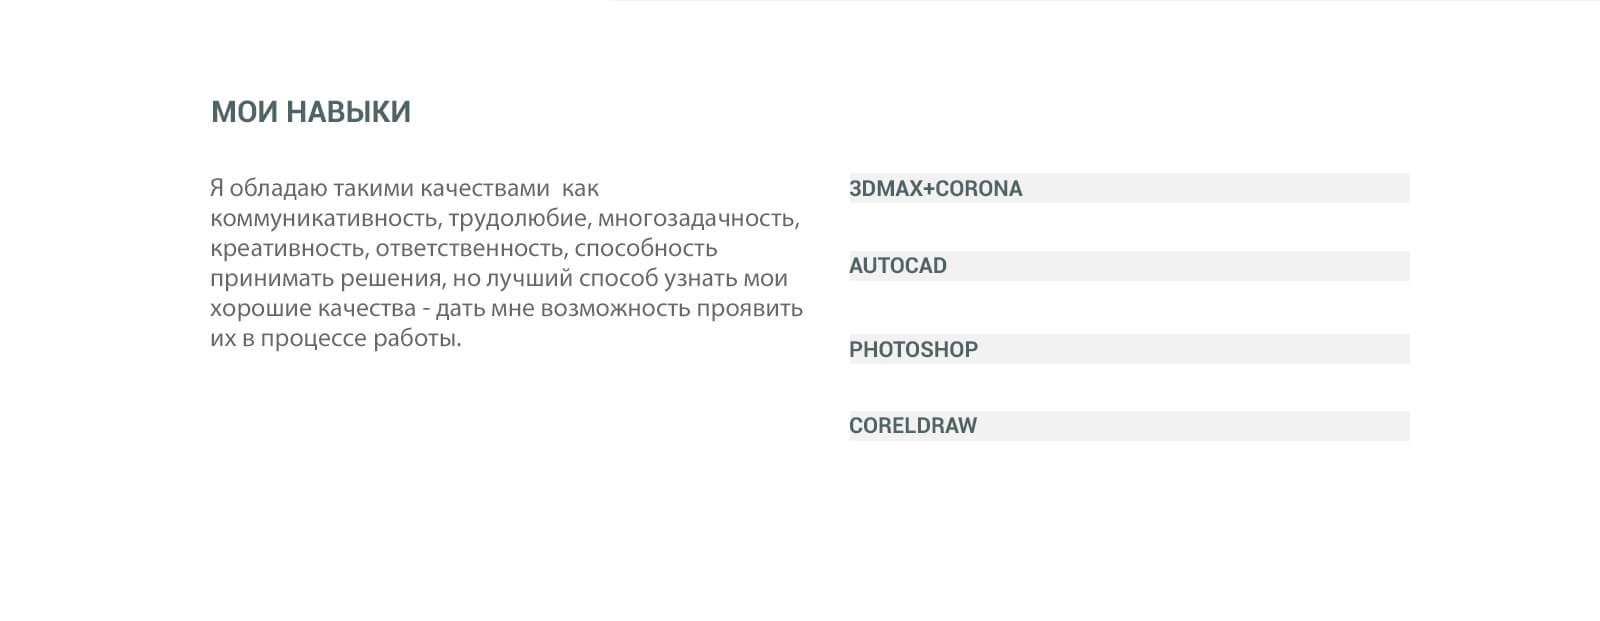 МОИ НАВЫКИ
Я обладаю такими качествами  как
коммуникативность, трудолюбие, многозадачность,
креативность, ответственность, способность
принимать решения, но лучший способ узнать мои
хорошие качества - дать мне возможность проявить
их в процессе работы.
3DMAX+CORONA
AUTOCAD
PHOTOSHOP
CORELDRAW